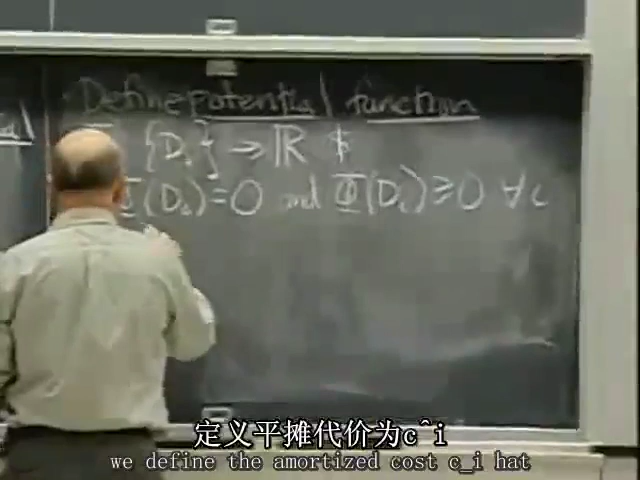 Define potential function
{Dᵢ} → ℝ $
Φ(D₀) = 0 and Φ(Dᵢ) ≥ 0 ∀ i
定义平摊代价为c^i
we define the amortized cost c_i hat